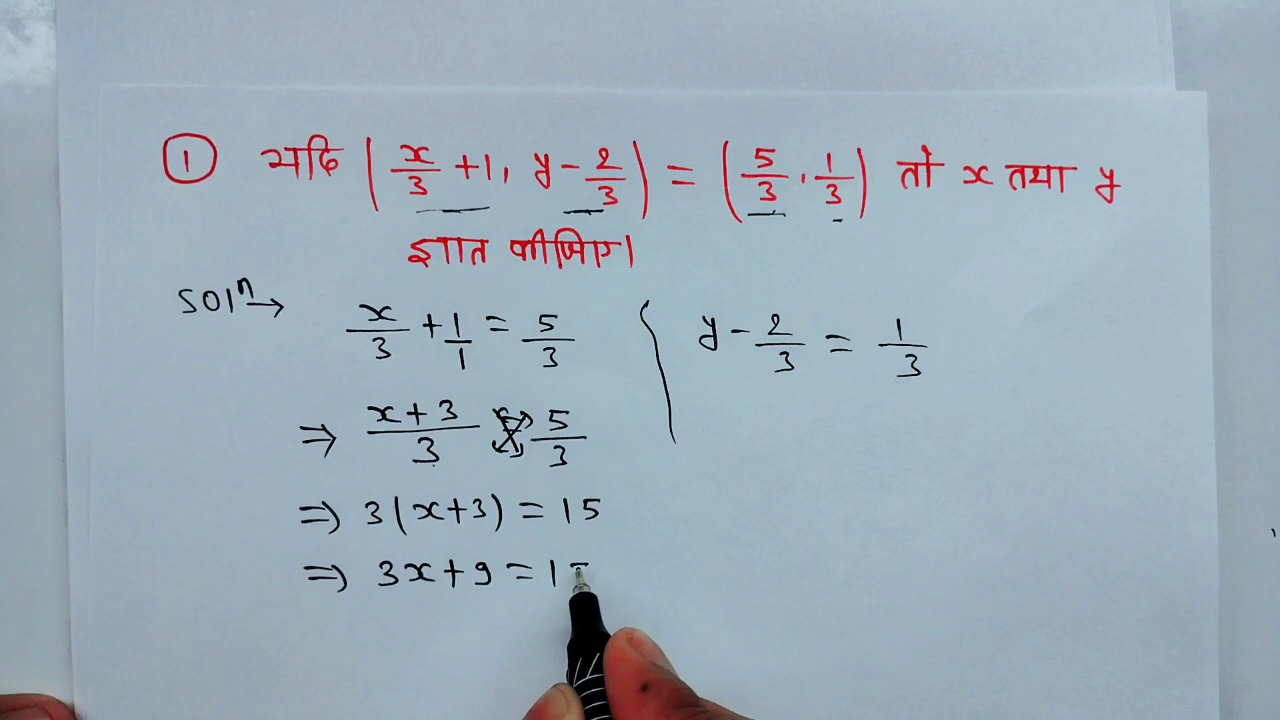 ① यदि (x/3 + 1, y - 2/3) = (5/3, 1/3) तो x तथा y
ज्ञात कीजिए।
Solⁿ→
x/3 + 1/1 = 5/3
⇒ (x+3)/3 = 5/3
⇒ 3(x+3) = 15
⇒ 3x+9 = 15
y - 2/3 = 1/3